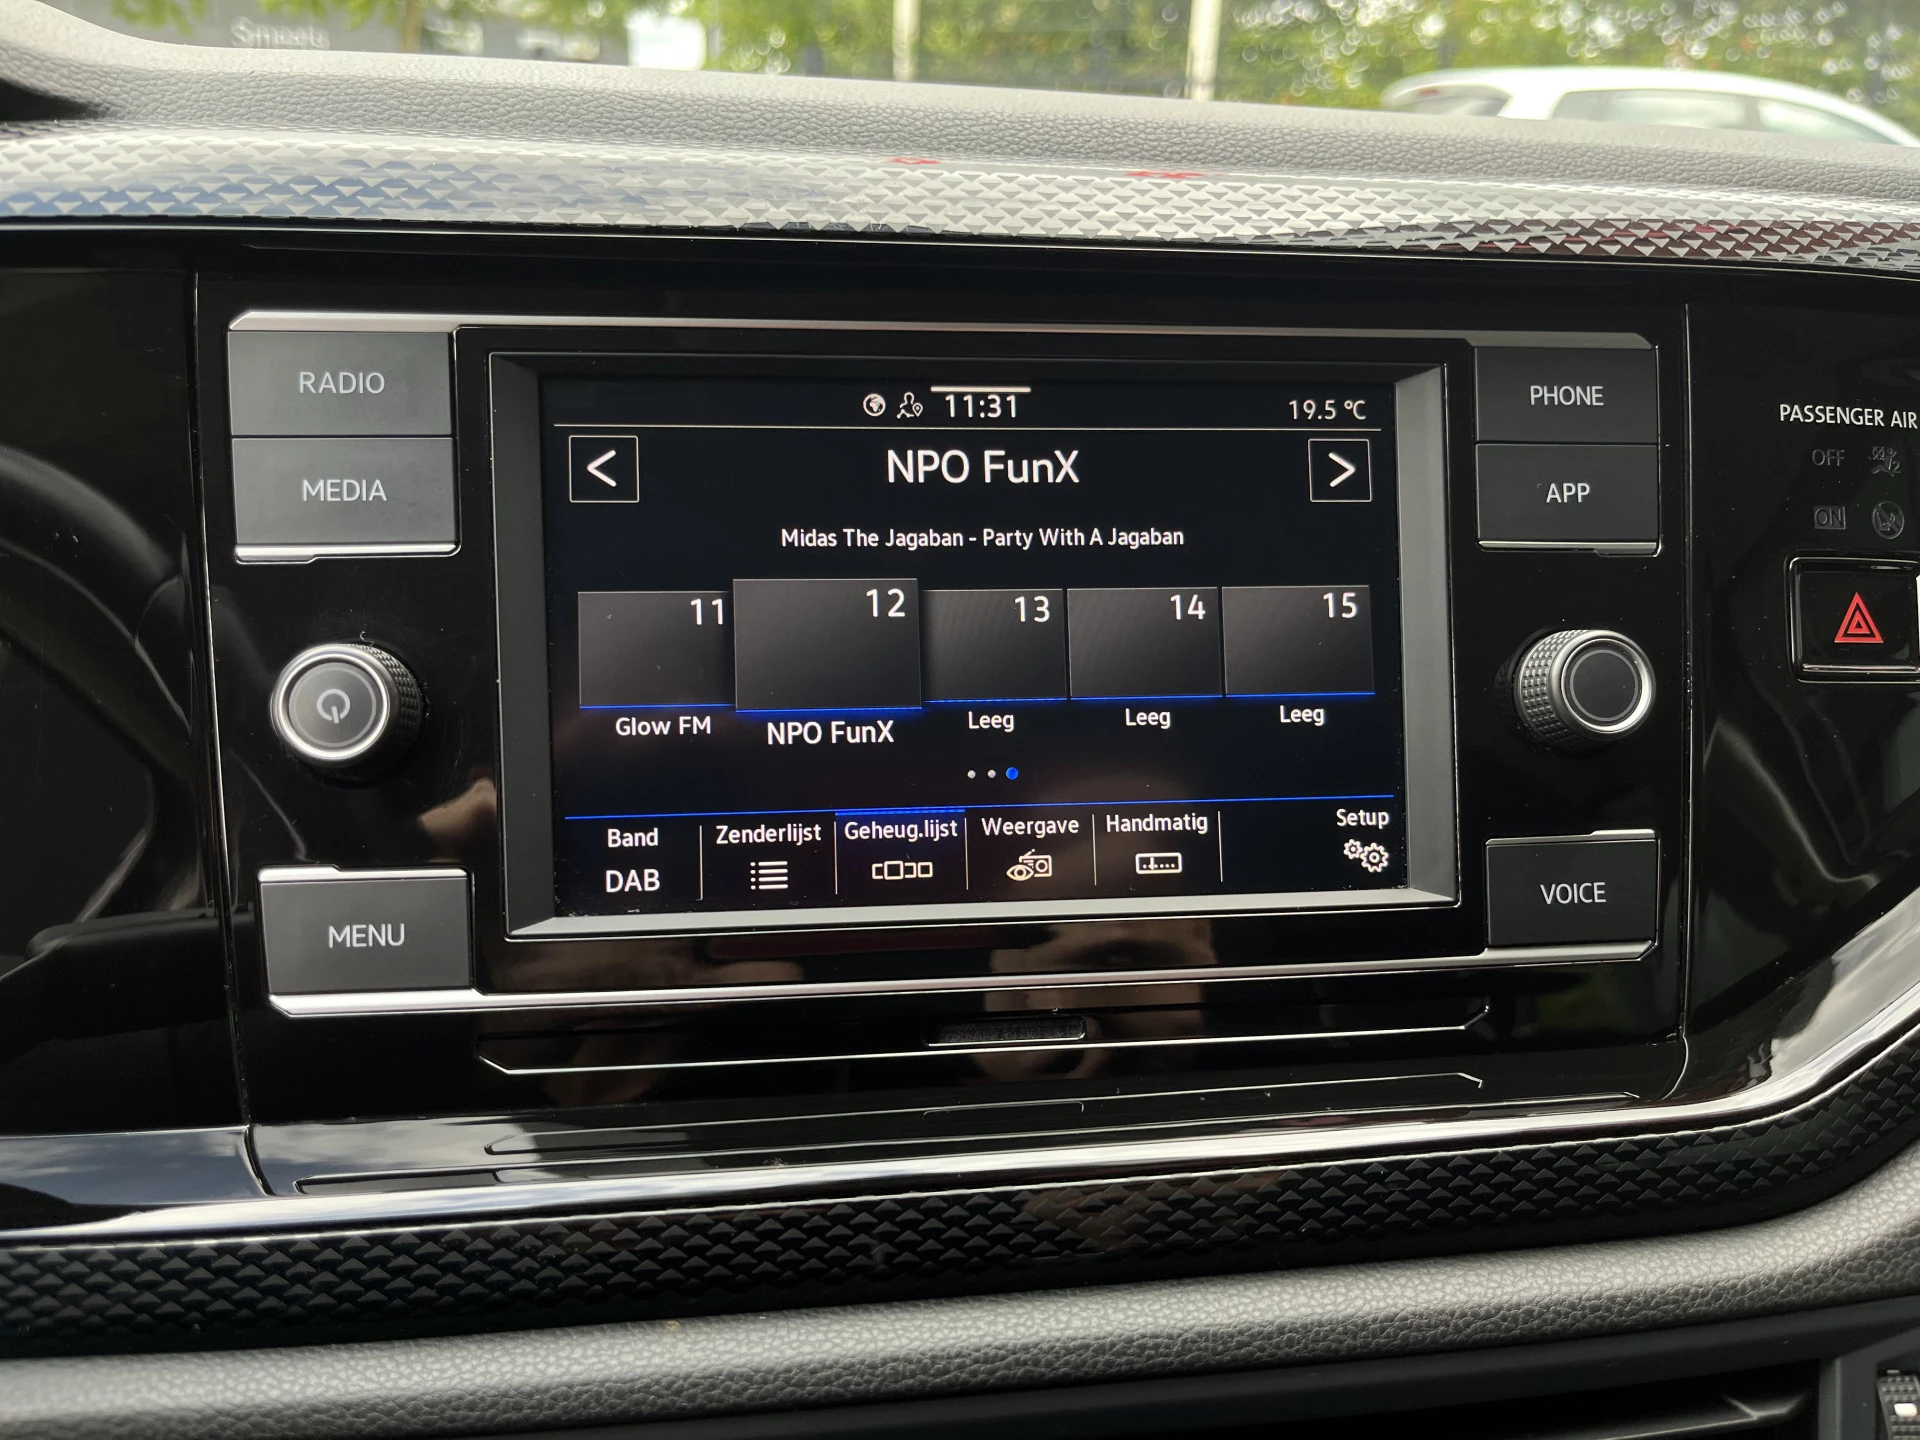 Smeets
RADIO
MEDIA
MENU
11:31
19.5 °C
<
NPO FunX
>
Midas The Jagaban - Party With A Jagaban
11
12
13
14
15
Glow FM
NPO FunX
Leeg
Leeg
Leeg
Band
DAB
Zenderlijst
Geheug.lijst
Weergave
Handmatig
Setup
PHONE
APP
VOICE
PASSENGER AIR
OFF
ON